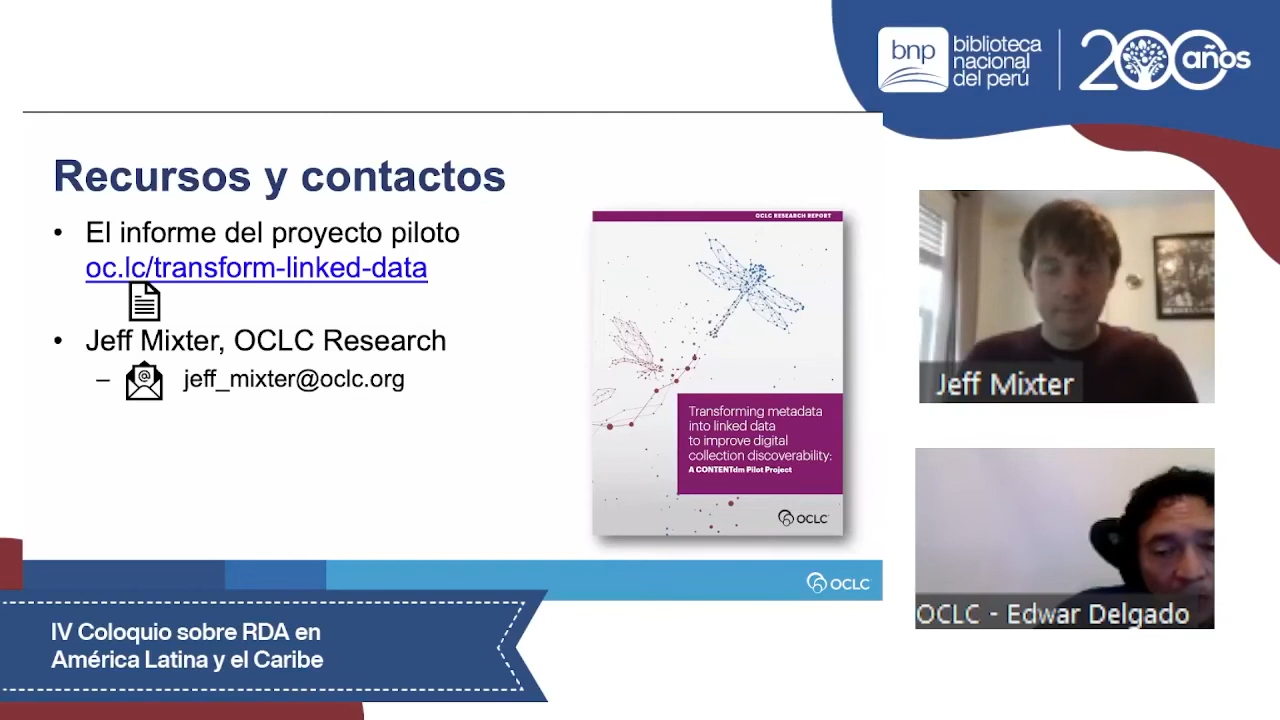 bnp
biblioteca
nacional
del perú
200 años
Recursos y contactos
• El informe del proyecto piloto
oc.lc/transform-linked-data
• Jeff Mixter, OCLC Research
– @ jeff_mixter@oclc.org
OCLC RESEARCH REPORT
Transforming metadata
into linked data
to improve digital
collection discoverability:
A CONTENTdm Pilot Project
OCLC
Jeff Mixter
OCLC - Edwar Delgado
OCLC
IV Coloquio sobre RDA en
América Latina y el Caribe